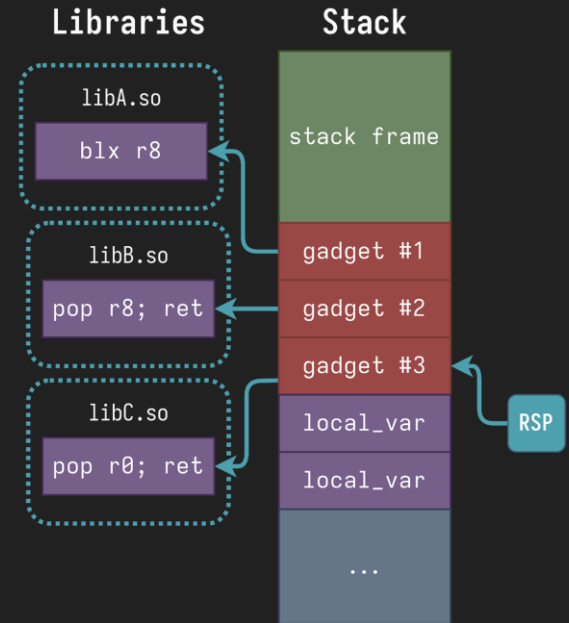 Libraries
libA.so
blx r8
libB.so
pop r8; ret
libC.so
pop r0; ret
Stack
stack frame
gadget #1
gadget #2
gadget #3
local_var
local_var
...
RSP